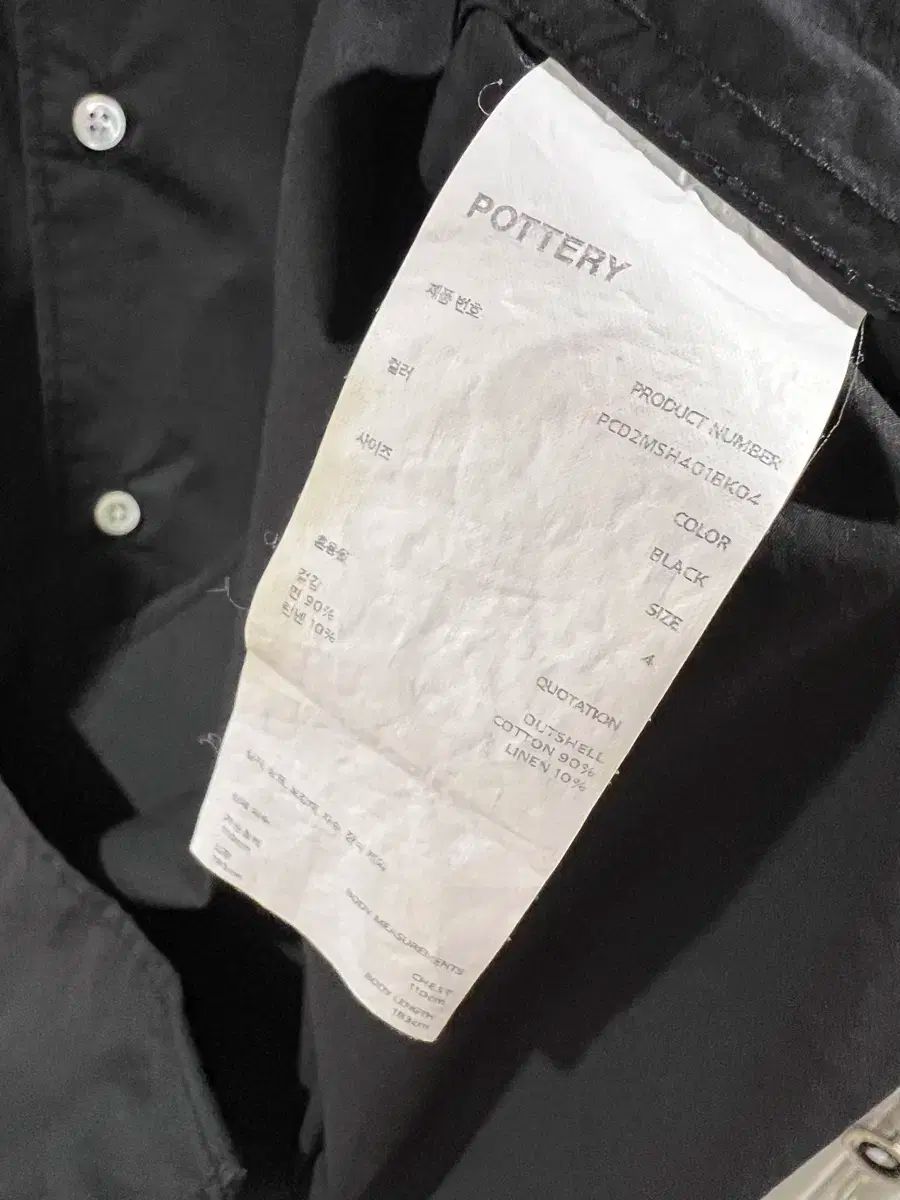 POTTERY
제품 번호
PRODUCT NUMBER
PCD2MSH401BK04
컬러
COLOR
BLACK
사이즈
SIZE
4
혼용율
QUOTATION
겉감
면 90%
린넨 10%
OUTSHELL
COTTON 90%
LINEN 10%
BODY MEASUREMENTS
CHEST
110cm
BODY LENGTH